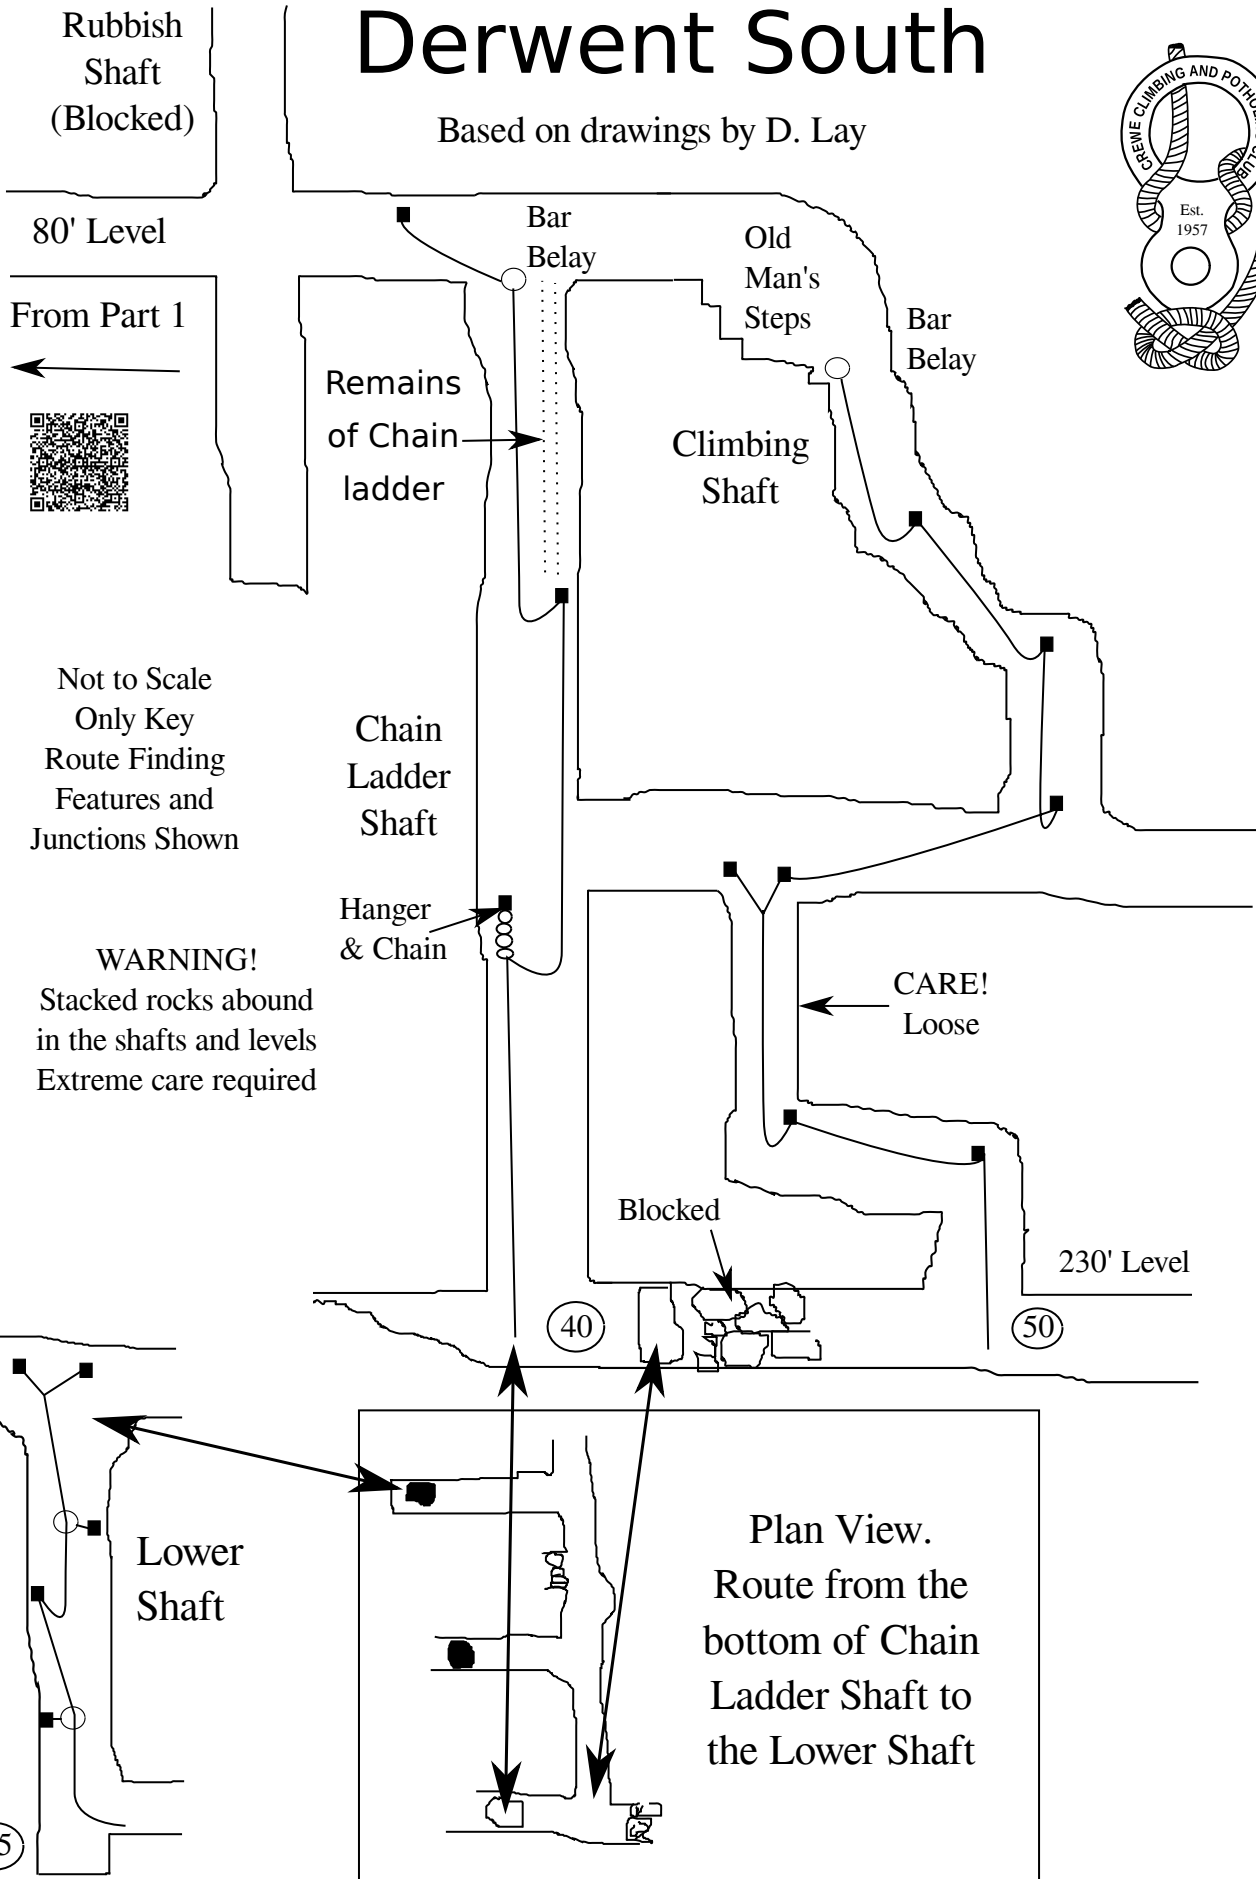 Derwent South
Based on drawings by D. Lay
Rubbish
Shaft
(Blocked)
80' Level
From Part 1
Bar
Belay
Old
Man's
Steps
Bar
Belay
Remains
of Chain
ladder
Climbing
Shaft
CREWE CLIMBING AND
CLUB
Est.
1957
Not to Scale
Only Key
Route Finding
Features and
Junctions Shown
Chain
Ladder
Shaft
Hanger
& Chain
WARNING!
Stacked rocks abound
in the shafts and levels
Extreme care required
CARE!
Loose
Blocked
230' Level
40
50
Lower
Shaft
Plan View.
Route from the
bottom of Chain
Ladder Shaft to
the Lower Shaft
5